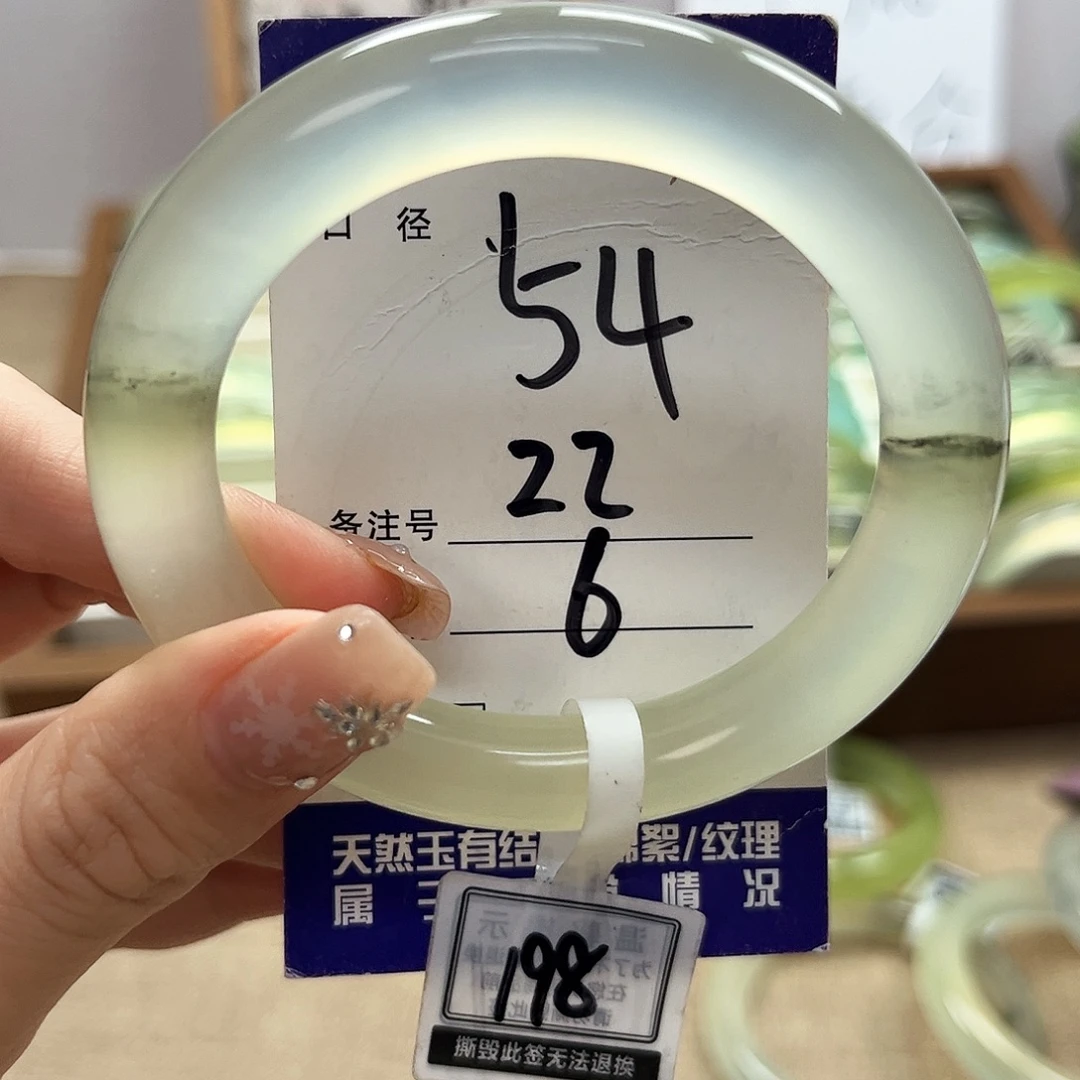 口 径
54
22
备注号
6
天然玉有结 棉絮/纹理
属 情 况
198
撕毁此签无法退换